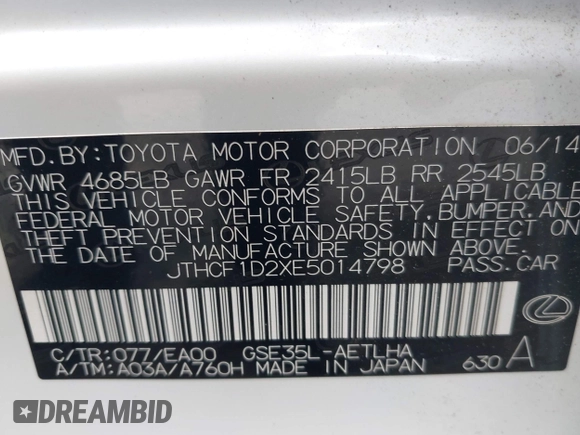 MFD. BY: TOYOTA MOTOR CORPORATION 06/14
GVWR 4685LB GAWR FR 2415LB RR 2545LB
THIS VEHICLE CONFORMS TO ALL APPLICABLE
FEDERAL MOTOR VEHICLE SAFETY, BUMPER, AND
THEFT PREVENTION STANDARDS IN EFFECT ON
THE DATE OF MANUFACTURE SHOWN ABOVE.
JTHCF1D2XE5014798 PASS.CAR
C/TR:077/EA00 GSE35L-AETLHA
A/TM:A03A/A760H MADE IN JAPAN 630 A
DREAMBID